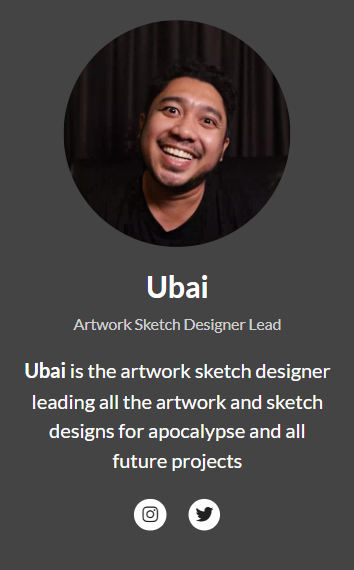 Ubai
Artwork Sketch Designer Lead
Ubai is the artwork sketch designer
leading all the artwork and sketch
designs for apocalypse and all
future projects